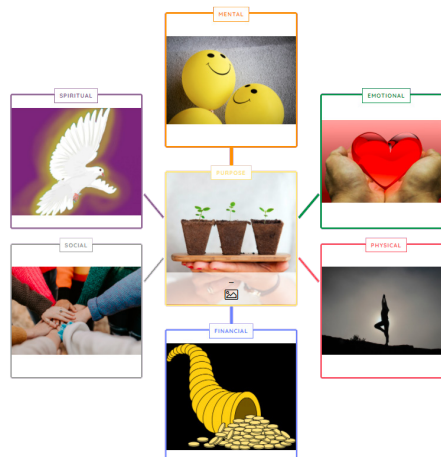 MENTAL
SPIRITUAL
EMOTIONAL
PURPOSE
SOCIAL
PHYSICAL
FINANCIAL